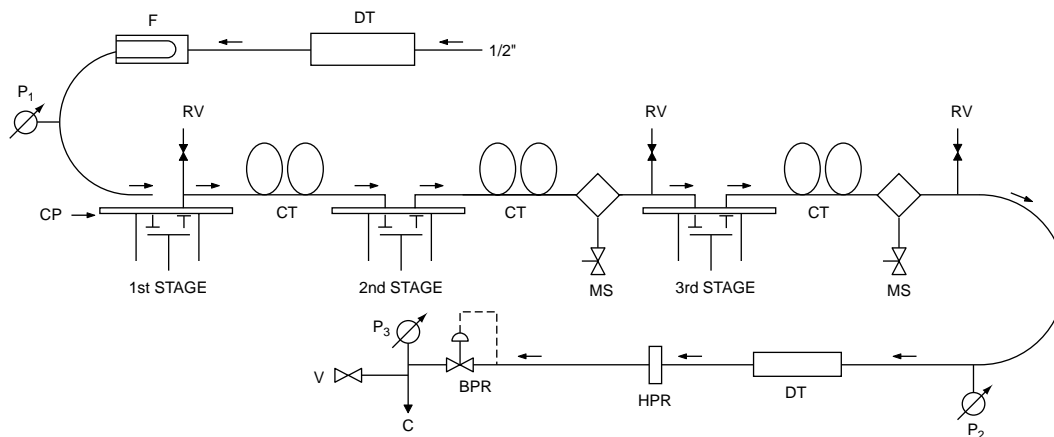 F
DT
1/2"
P1
RV
RV
RV
CP
CT
CT
CT
1st STAGE
2nd STAGE
MS
3rd STAGE
MS
P3
V
BPR
HPR
DT
C
P2